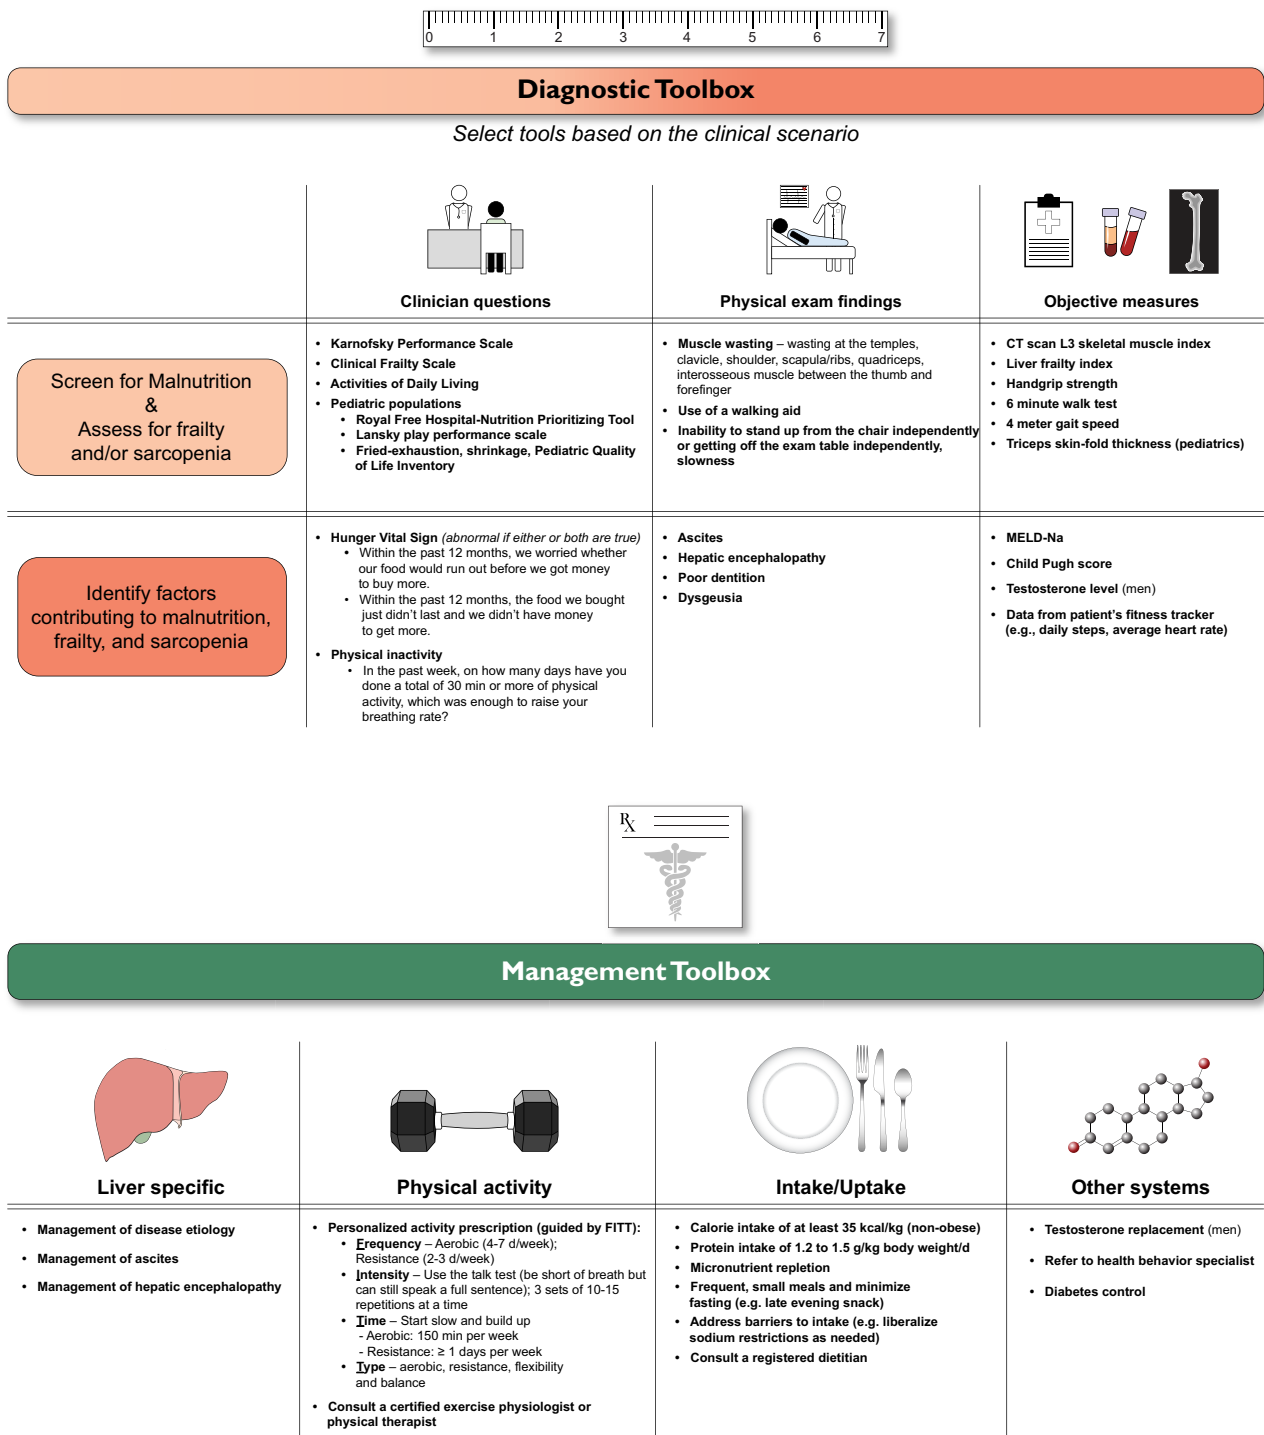 0 1 2 3 4 5 6 7
Diagnostic Toolbox
Select tools based on the clinical scenario
Clinician questions
Physical exam findings
Objective measures
Screen for Malnutrition
&
Assess for frailty
and/or sarcopenia
• Karnofsky Performance Scale
• Clinical Frailty Scale
• Activities of Daily Living
• Pediatric populations
• Royal Free Hospital-Nutrition Prioritizing Tool
• Lansky play performance scale
• Fried-exhaustion, shrinkage, Pediatric Quality
of Life Inventory
• Muscle wasting – wasting at the temples,
clavicle, shoulder, scapula/ribs, quadriceps,
interosseous muscle between the thumb and
forefinger
• Use of a walking aid
• Inability to stand up from the chair independently
or getting off the exam table independently,
slowness
• CT scan L3 skeletal muscle index
• Liver frailty index
• Handgrip strength
• 6 minute walk test
• 4 meter gait speed
• Triceps skin-fold thickness (pediatrics)
Identify factors
contributing to malnutrition,
frailty, and sarcopenia
• Hunger Vital Sign (abnormal if either or both are true)
• Within the past 12 months, we worried whether
our food would run out before we got money
to buy more.
• Within the past 12 months, the food we bought
just didn't last and we didn't have money
to get more.
• Physical inactivity
• In the past week, on how many days have you
done a total of 30 min or more of physical
activity, which was enough to raise your
breathing rate?
• Ascites
• Hepatic encephalopathy
• Poor dentition
• Dysgeusia
• MELD-Na
• Child Pugh score
• Testosterone level (men)
• Data from patient's fitness tracker
(e.g., daily steps, average heart rate)
Rx
Management Toolbox
Liver specific
Physical activity
Intake/Uptake
Other systems
• Management of disease etiology
• Management of ascites
• Management of hepatic encephalopathy
• Personalized activity prescription (guided by FITT):
• Frequency – Aerobic (4-7 d/week);
Resistance (2-3 d/week)
• Intensity – Use the talk test (be short of breath but
can still speak a full sentence); 3 sets of 10-15
repetitions at a time
• Time – Start slow and build up
- Aerobic: 150 min per week
- Resistance: ≥ 1 days per week
• Type – aerobic, resistance, flexibility
and balance
• Consult a certified exercise physiologist or
physical therapist
• Calorie intake of at least 35 kcal/kg (non-obese)
• Protein intake of 1.2 to 1.5 g/kg body weight/d
• Micronutrient repletion
• Frequent, small meals and minimize
fasting (e.g. late evening snack)
• Address barriers to intake (e.g. liberalize
sodium restrictions as needed)
• Consult a registered dietitian
• Testosterone replacement (men)
• Refer to health behavior specialist
• Diabetes control